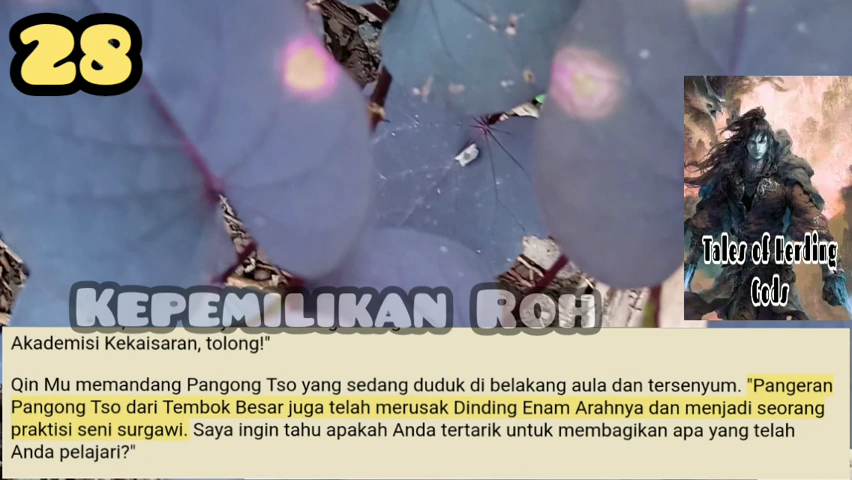 28
Tales of Herding
Gods
KEPEMILIKAN ROH
Akademisi Kekaisaran, tolong!"
Qin Mu memandang Pangong Tso yang sedang duduk di belakang aula dan tersenyum. "Pangeran
Pangong Tso dari Tembok Besar juga telah merusak Dinding Enam Arahnya dan menjadi seorang
praktisi seni surgawi. Saya ingin tahu apakah Anda tertarik untuk membagikan apa yang telah
Anda pelajari?"